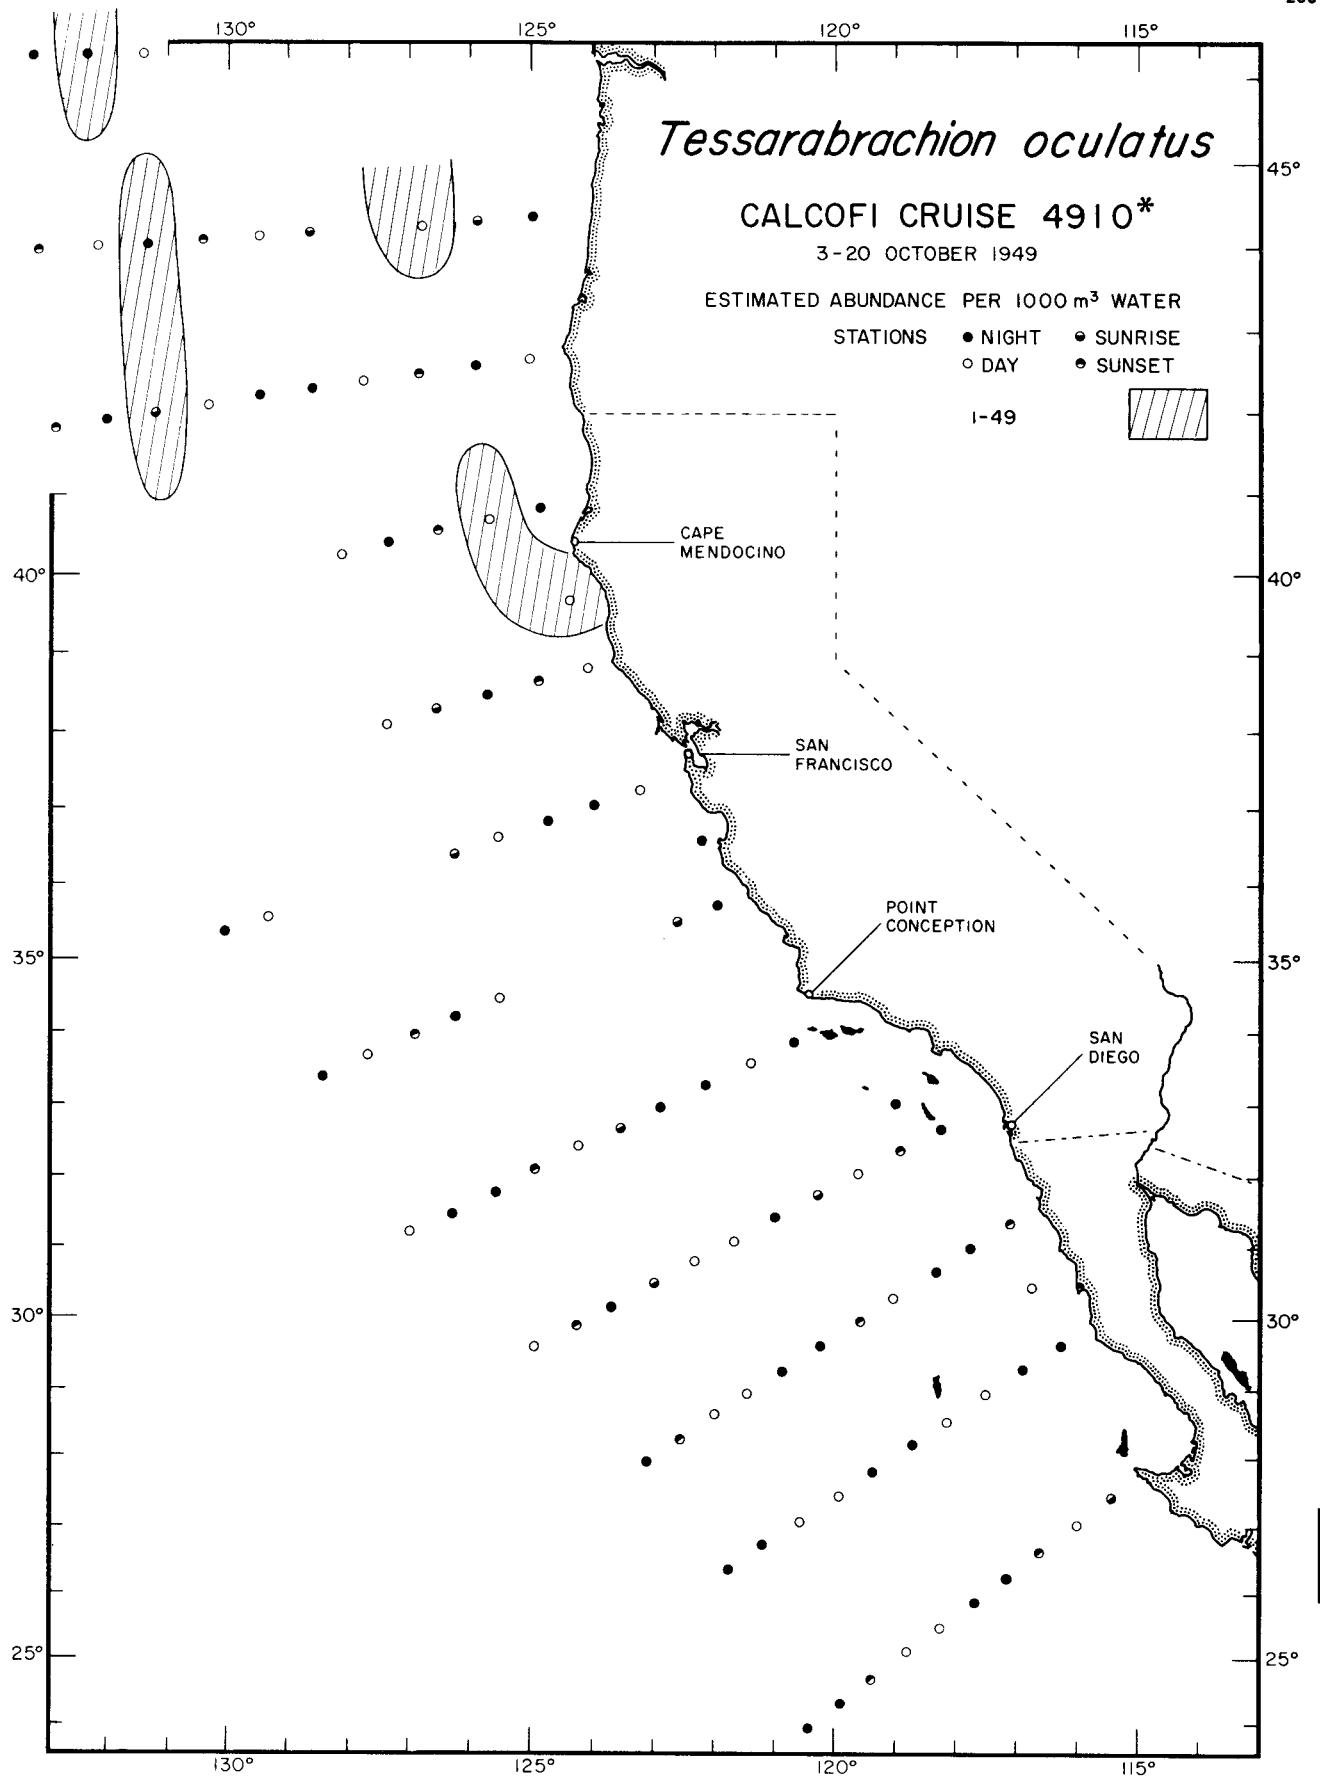 130° 125° 120° 115°
Tessarabrachion oculatus
45°
CALCOFI CRUISE 4910*
3-20 OCTOBER 1949
ESTIMATED ABUNDANCE PER 1000 m³ WATER
STATIONS ● NIGHT ◒ SUNRISE
○ DAY ◓ SUNSET
1-49
CAPE
MENDOCINO
40° 40°
SAN
FRANCISCO
POINT
CONCEPTION
35° 35°
SAN
DIEGO
30° 30°
25° 25°
130° 125° 120° 115°